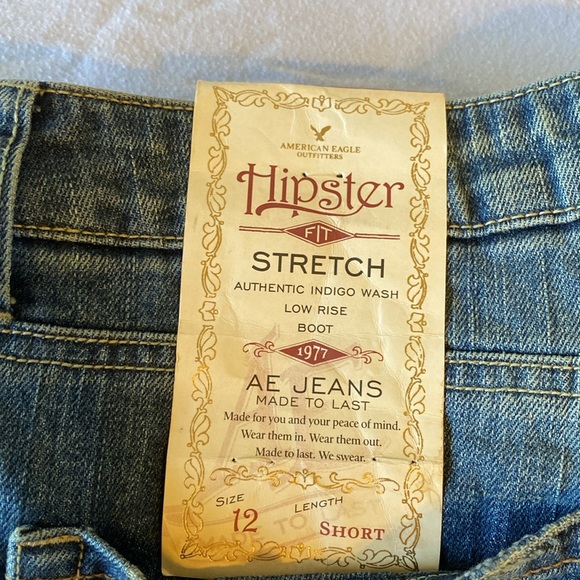 AMERICAN EAGLE
OUTFITTERS
Hipster
FIT
STRETCH
AUTHENTIC INDIGO WASH
LOW RISE
BOOT
1977
AE JEANS
MADE TO LAST
Made for you and your peace of mind.
Wear them in. Wear them out.
Made to last. We swear.
SIZE LENGTH
12 SHORT
TO LAST